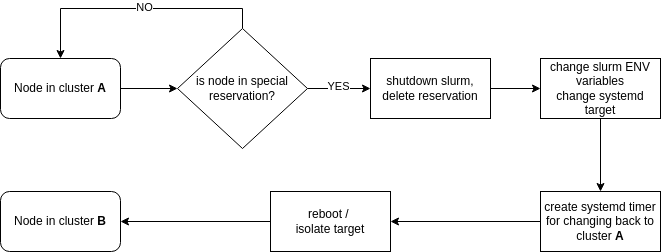 NO
Node in cluster A
is node in special
reservation?
YES
shutdown slurm,
delete reservation
change slurm ENV
variables
change systemd
target
Node in cluster B
reboot /
isolate target
create systemd timer
for changing back to
cluster A